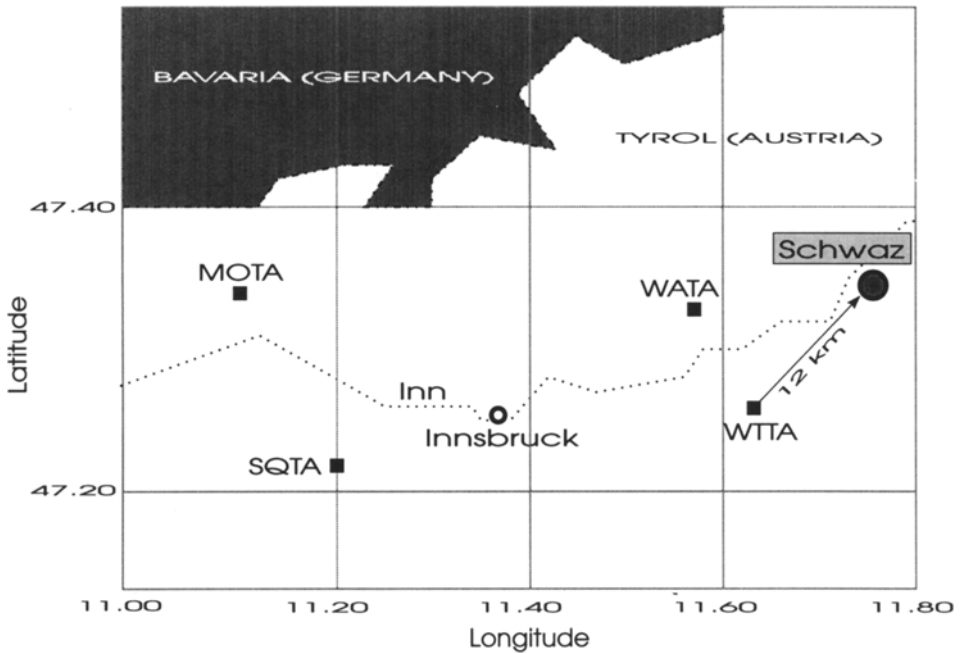 BAVARIA (GERMANY)
TYROL (AUSTRIA)
47.40
Schwaz
MOTA
WATA
12 km
Inn
Innsbruck
WTTA
SQTA
47.20
11.00
11.20
11.40
11.60
11.80
Latitude
Longitude